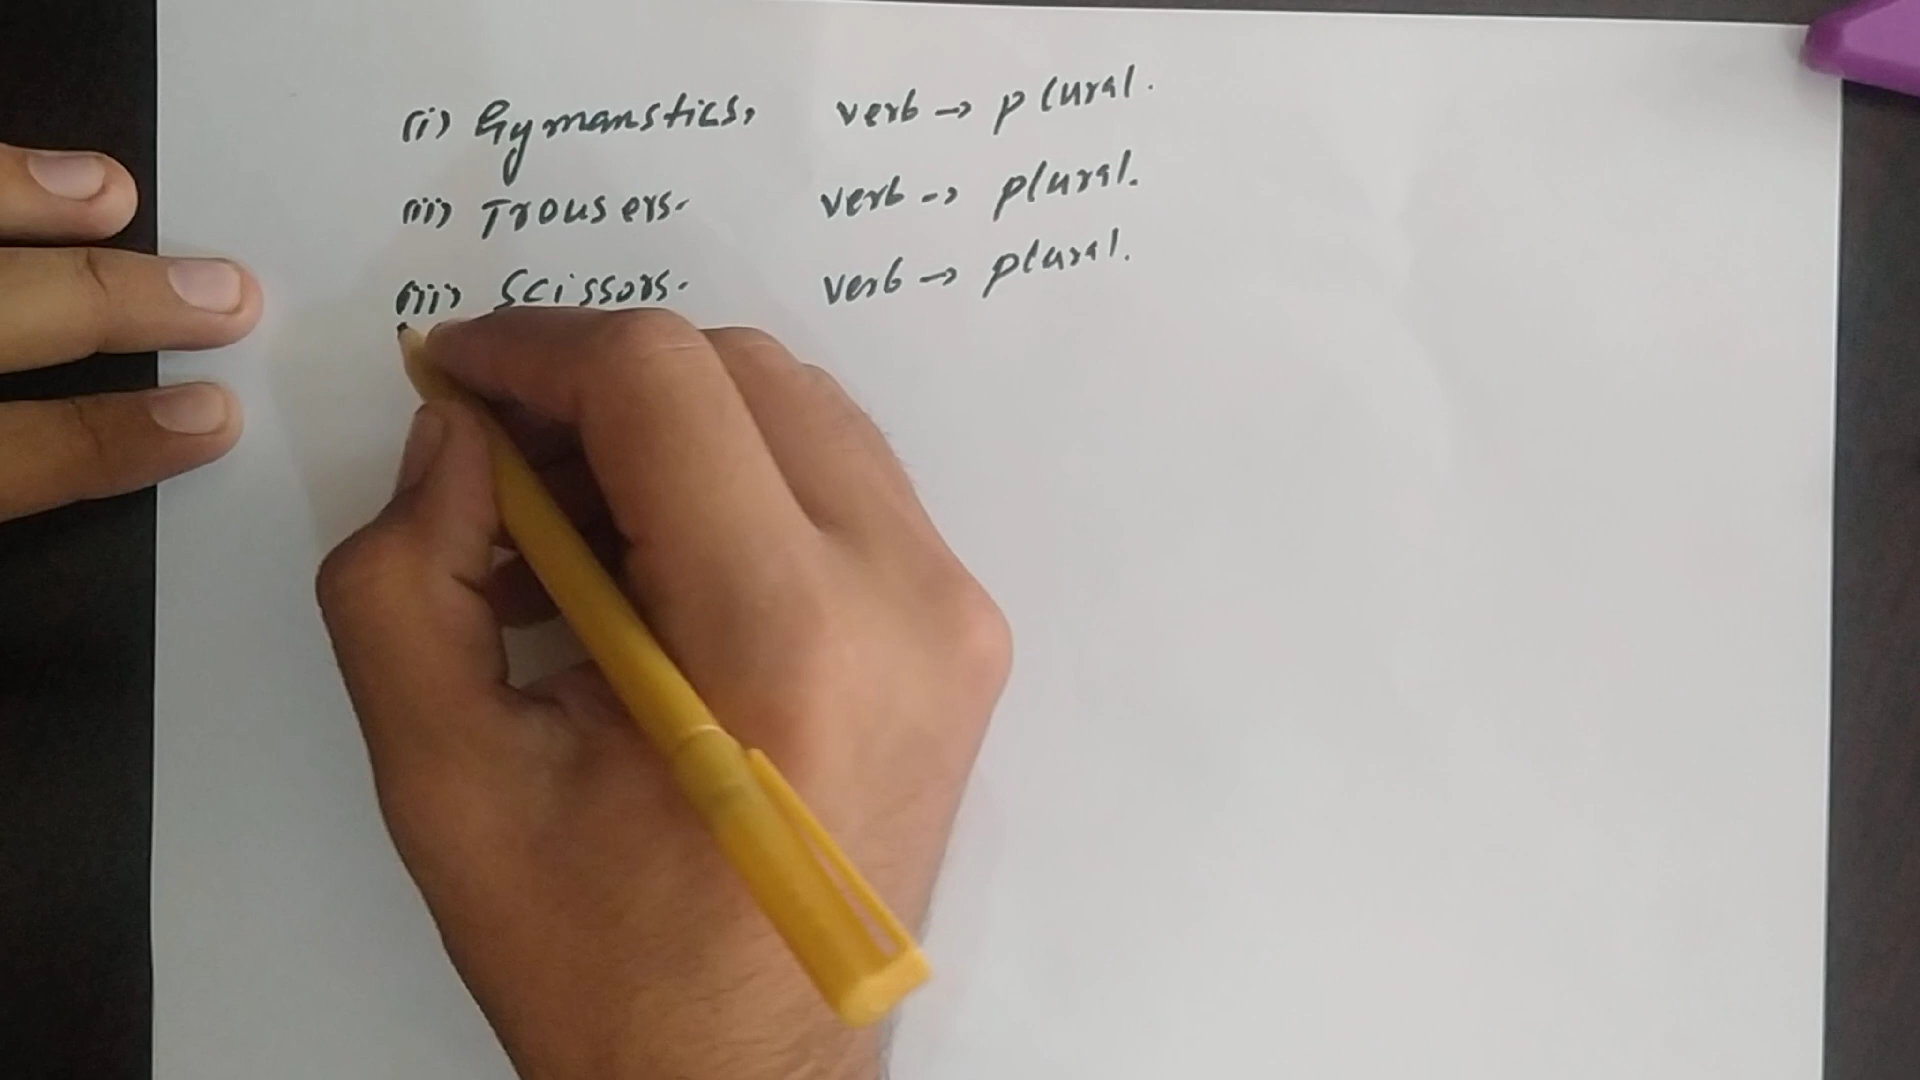 (i) Gymanstics, verb → plural.
(ii) Trousers. verb → plural.
(iii) Scissors. verb → plural.